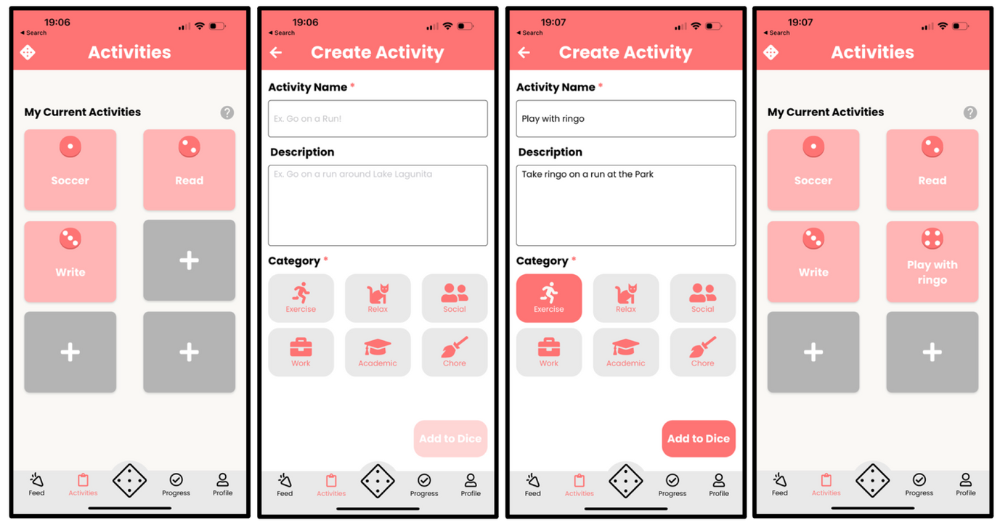 19:06
Search
Activities
My Current Activities
?
Soccer
Read
Write
Feed
Activities
Progress
Profile
19:06
Search
Create Activity
Activity Name *
Ex. Go on a Run!
Description
Ex. Go on a run around Lake Lagunita
Category *
Exercise
Relax
Social
Work
Academic
Chore
Add to Dice
Feed
Activities
Progress
Profile
19:07
Search
Create Activity
Activity Name *
Play with ringo
Description
Take ringo on a run at the Park
Category *
Exercise
Relax
Social
Work
Academic
Chore
Add to Dice
Feed
Activities
Progress
Profile
19:07
Search
Activities
My Current Activities
?
Soccer
Read
Write
Play with
ringo
Feed
Activities
Progress
Profile